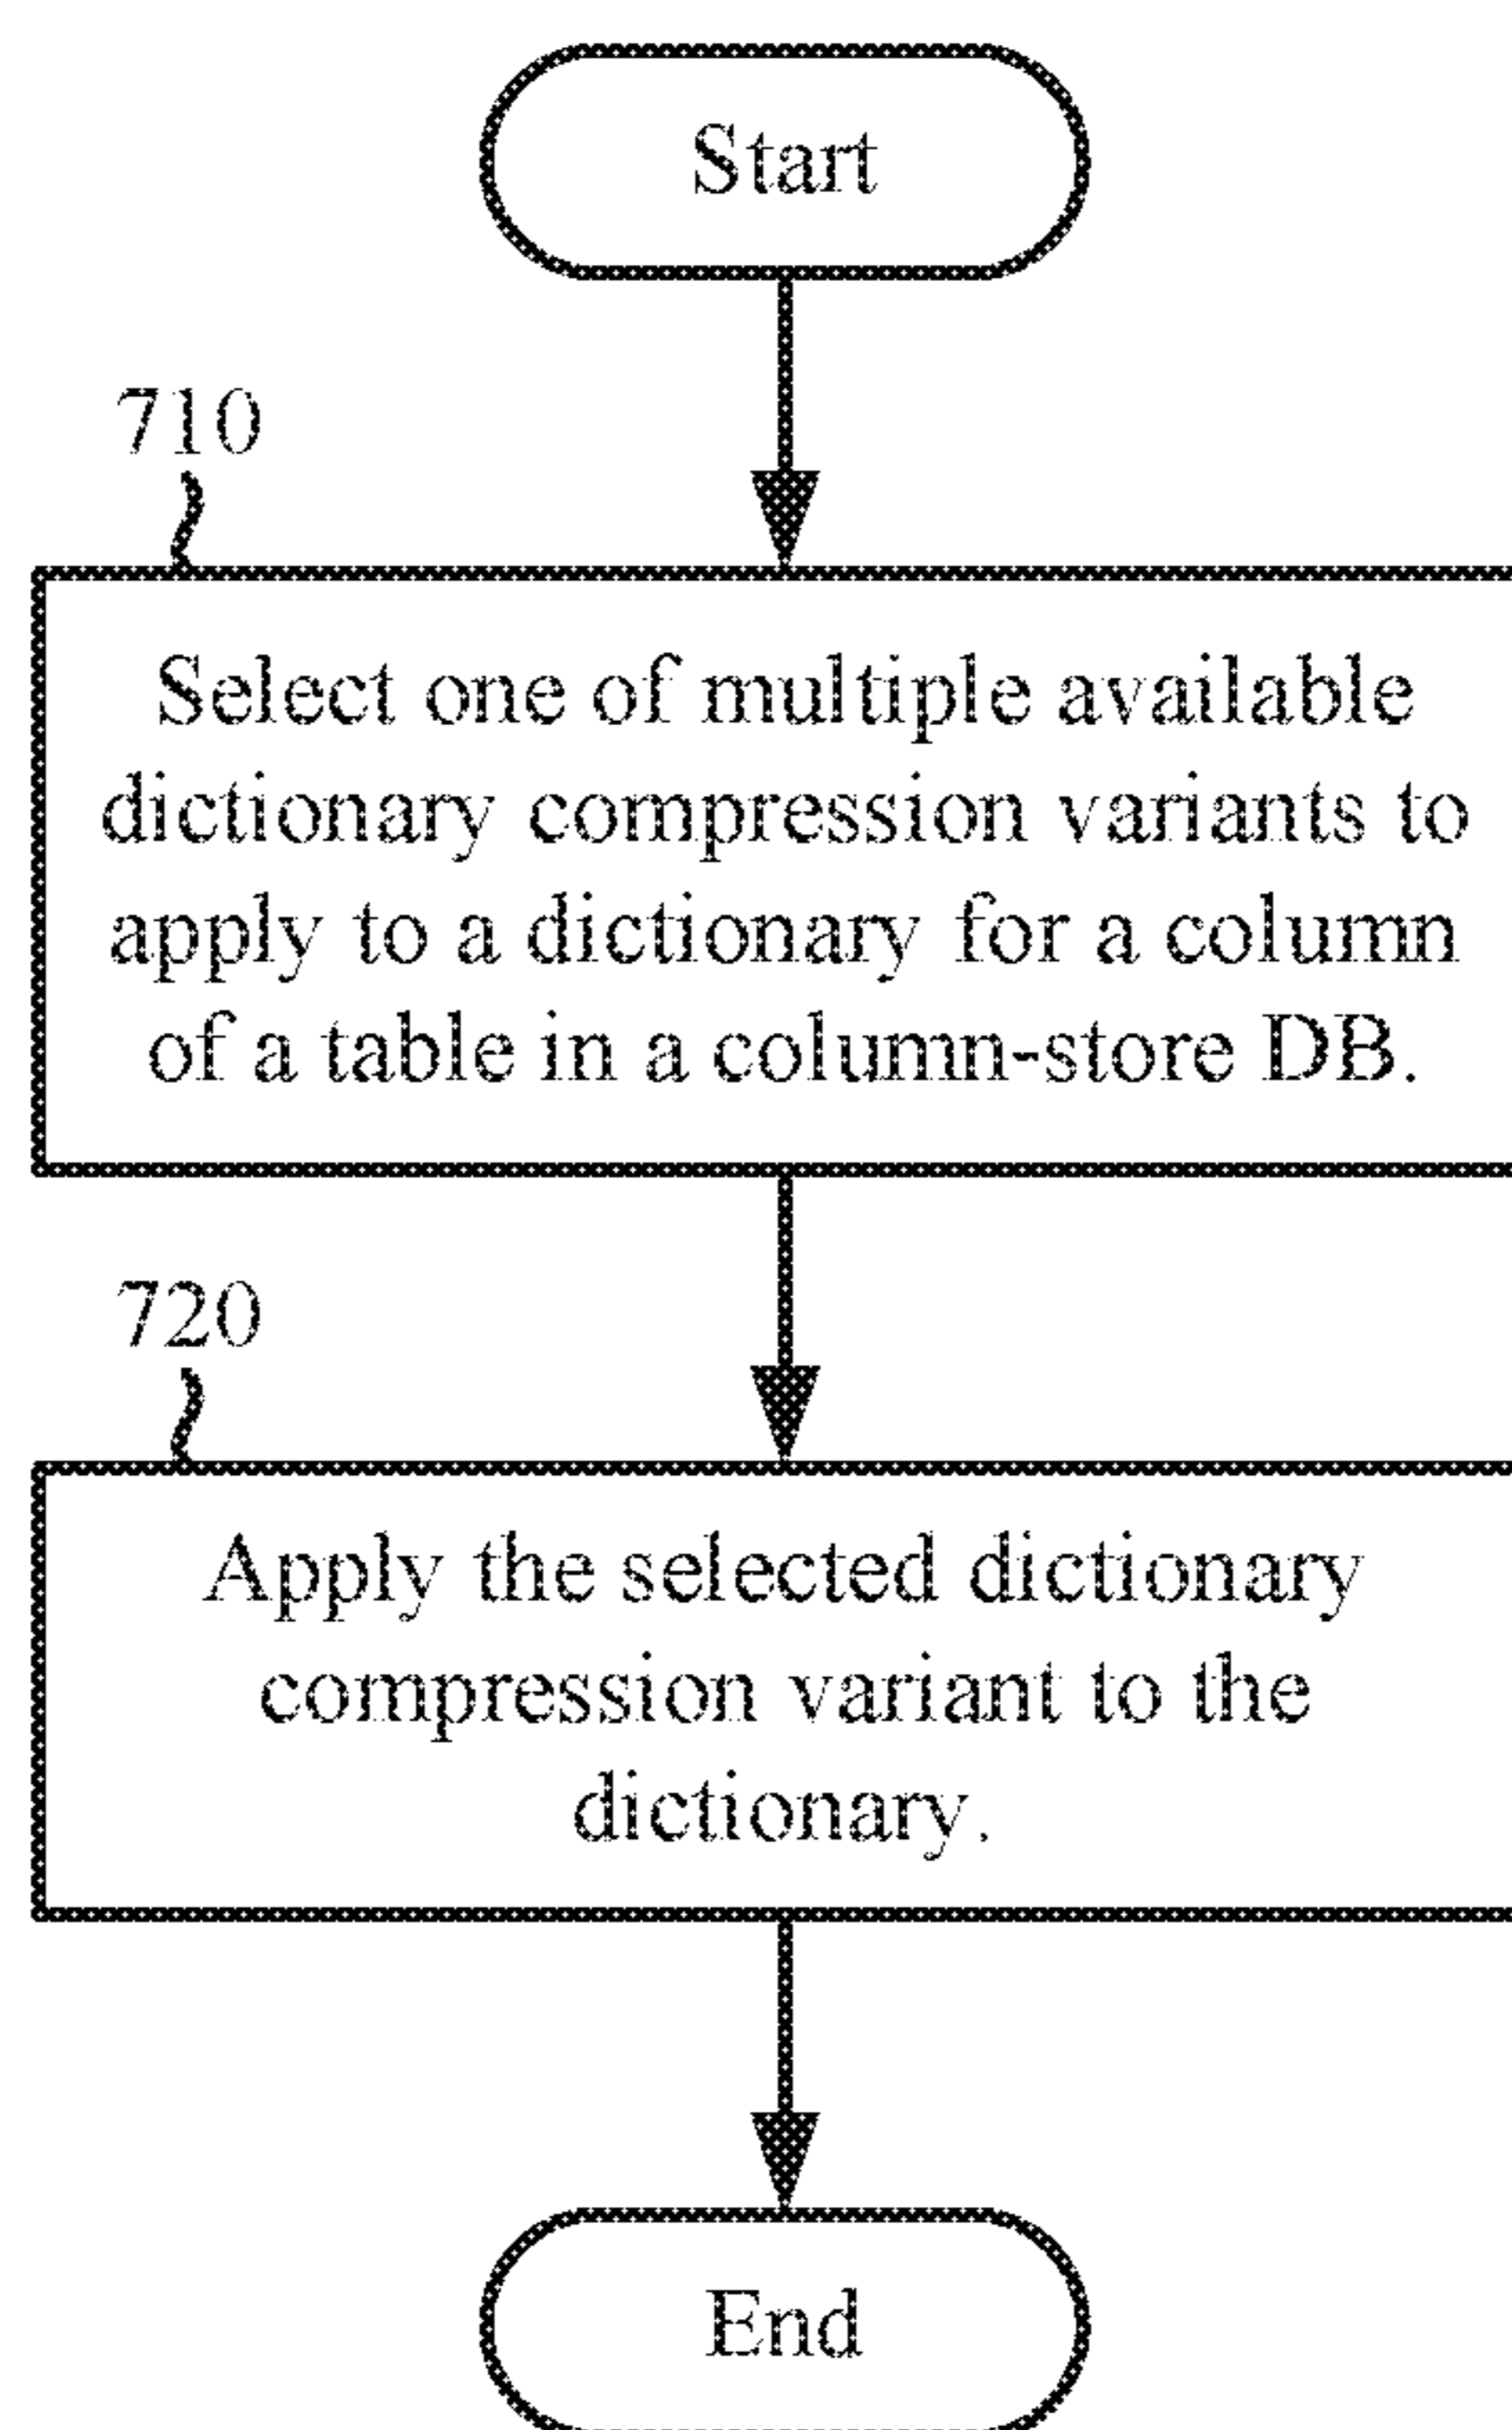 Start
710
Select one of multiple available
dictionary compression variants to
apply to a dictionary for a column
of a table in a column-store DB.
720
Apply the selected dictionary
compression variant to the
dictionary.
End